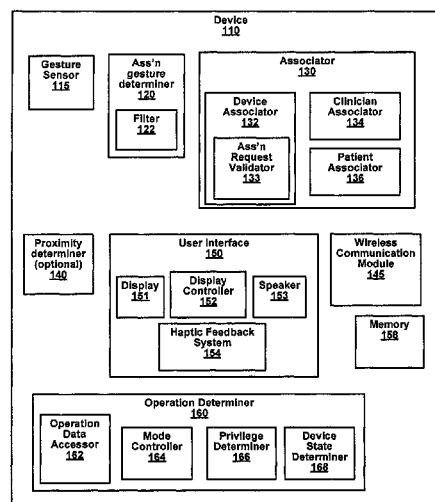 Device
110
Gesture
Sensor
115
Ass'n
gesture
determiner
120
Filter
122
Associator
130
Device
Associator
132
Ass'n
Request
Validator
133
Clinician
Associator
134
Patient
Associator
136
Proximity
determiner
(optional)
140
User Interface
150
Display
151
Display
Controller
152
Speaker
153
Haptic Feedback
System
154
Wireless
Communication
Module
145
Memory
158
Operation Determiner
160
Operation
Data
Accessor
162
Mode
Controller
164
Privilege
Determiner
166
Device
State
Determiner
168